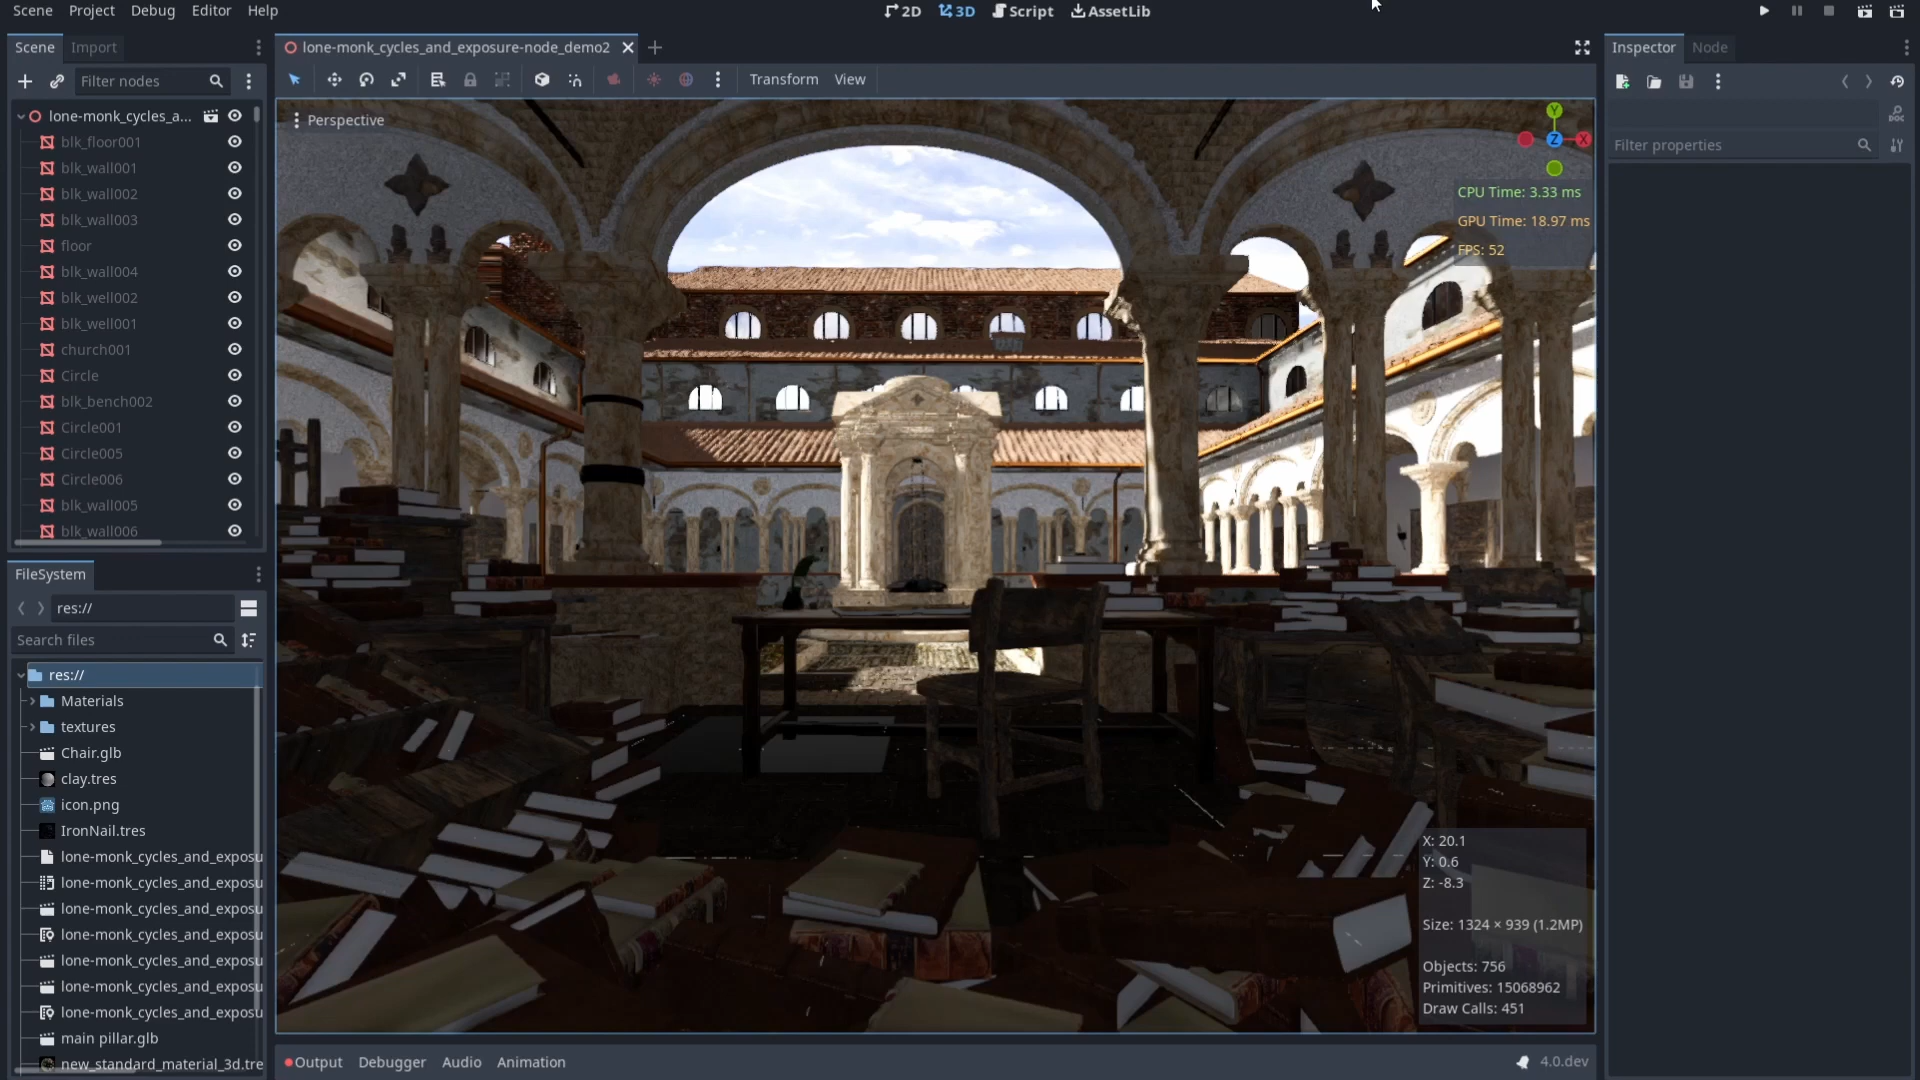 Scene Project Debug Editor Help
2D 3D Script AssetLib
Scene Import
Filter nodes
lone-monk_cycles_a...
blk_floor001
blk_wall001
blk_wall002
blk_wall003
floor
blk_wall004
blk_well002
blk_well001
church001
Circle
blk_bench002
Circle001
Circle005
Circle006
blk_wall005
blk_wall006
FileSystem
res://
Search files
res://
Materials
textures
Chair.glb
clay.tres
icon.png
IronNail.tres
lone-monk_cycles_and_exposu
lone-monk_cycles_and_exposu
lone-monk_cycles_and_exposu
lone-monk_cycles_and_exposu
lone-monk_cycles_and_exposu
lone-monk_cycles_and_exposu
lone-monk_cycles_and_exposu
main pillar.glb
new_standard_material_3d.tre
lone-monk_cycles_and_exposure-node_demo2
Transform View
Perspective
Y
Z X
CPU Time: 3.33 ms
GPU Time: 18.97 ms
FPS: 52
X: 20.1
Y: 0.6
Z: -8.3
Size: 1324 × 939 (1.2MP)
Objects: 756
Primitives: 15068962
Draw Calls: 451
Output Debugger Audio Animation
4.0.dev
Inspector Node
DOC
Filter properties